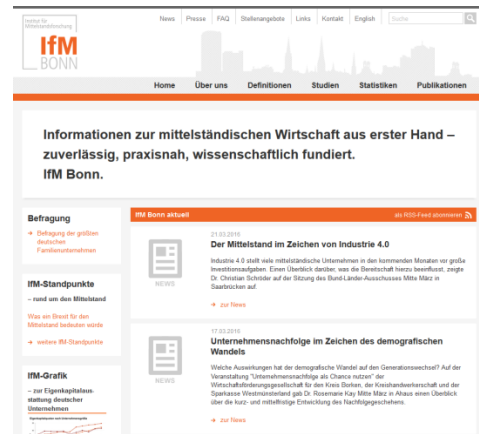 Institut für
Mittelstandsforschung
IfM
BONN
News Presse FAQ Stellenangebote Links Kontakt English Suche
Home Über uns Definitionen Studien Statistiken Publikationen
Informationen zur mittelständischen Wirtschaft aus erster Hand –
zuverlässig, praxisnah, wissenschaftlich fundiert.
IfM Bonn.
Befragung
→ Befragung der größten
deutschen
Familienunternehmen
IfM-Standpunkte
– rund um den Mittelstand
Was ein Brexit für den
Mittelstand bedeuten würde
→ weitere IfM-Standpunkte
IfM-Grafik
– zur Eigenkapitalaus-
stattung deutscher
Unternehmen
IfM Bonn aktuell als RSS-Feed abonnieren
21.03.2016
Der Mittelstand im Zeichen von Industrie 4.0
Industrie 4.0 stellt viele mittelständische Unternehmen in den kommenden Monaten vor große
Investitionsaufgaben. Einen Überblick darüber, was die Bereitschaft hierzu beeinflusst, zeigte
Dr. Christian Schröder auf der Sitzung des Bund-Länder-Ausschusses Mitte März in
Saarbrücken auf.
NEWS
→ zur News
17.03.2016
Unternehmensnachfolge im Zeichen des demografischen
Wandels
Welche Auswirkungen hat der demografische Wandel auf den Generationswechsel? Auf der
Veranstaltung "Unternehmensnachfolge als Chance nutzen" der
Wirtschaftsförderungsgesellschaft für den Kreis Borken, der Kreishandwerkerschaft und der
Sparkasse Westmünsterland gab Dr. Rosemarie Kay Mitte März in Ahaus einen Überblick
über die kurz- und mittelfristige Entwicklung des Nachfolgegeschehens.
NEWS
→ zur News